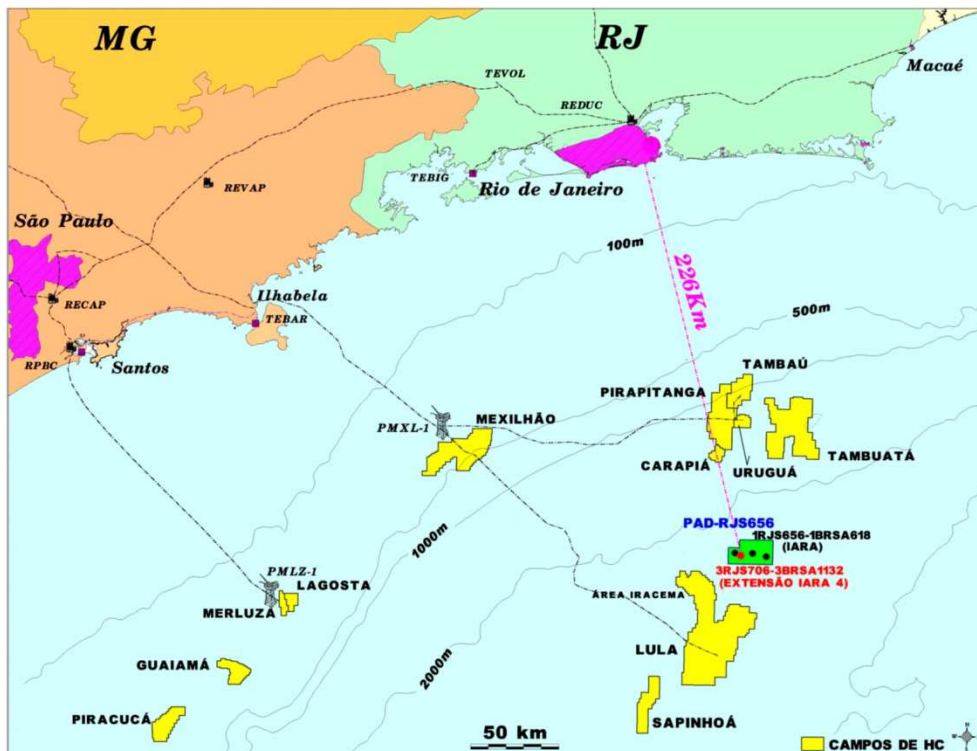 MG
RJ
Macaé
TEVOL
REDUC
REVAP
TEBIG
Rio de Janeiro
São Paulo
100m
226Km
Ilhabela
RECAP
TEBAR
500m
RPBC
Santos
TAMBAÚ
PIRAPITANGA
MEXILHÃO
PMXL-1
CARAPIÁ
URUGUÁ
TAMBUATÁ
1000m
PAD-RJS656
1RJS656-1BRSA618
(IARA)
3RJS706-3BRSA1132
(EXTENSÃO IARA 4)
PMLZ-1
LAGOSTA
MERLUZA
ÁREA IRACEMA
LULA
2000m
GUAIAMÁ
PIRACUCÁ
SAPINHOÁ
50 km
CAMPOS DE HC